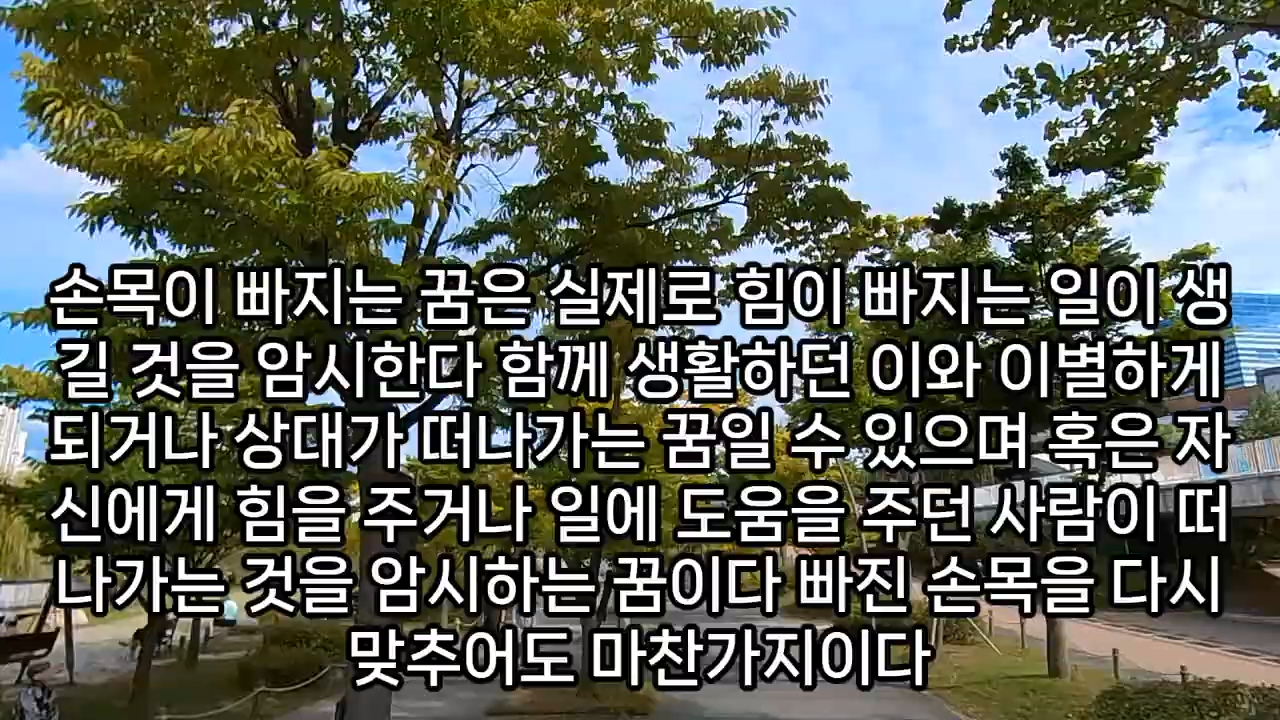 손목이 빠지는 꿈은 실제로 힘이 빠지는 일이 생
길 것을 암시한다 함께 생활하던 이와 이별하게
되거나 상대가 떠나가는 꿈일 수 있으며 혹은 자
신에게 힘을 주거나 일에 도움을 주던 사람이 떠
나가는 것을 암시하는 꿈이다 빠진 손목을 다시
맞추어도 마찬가지이다